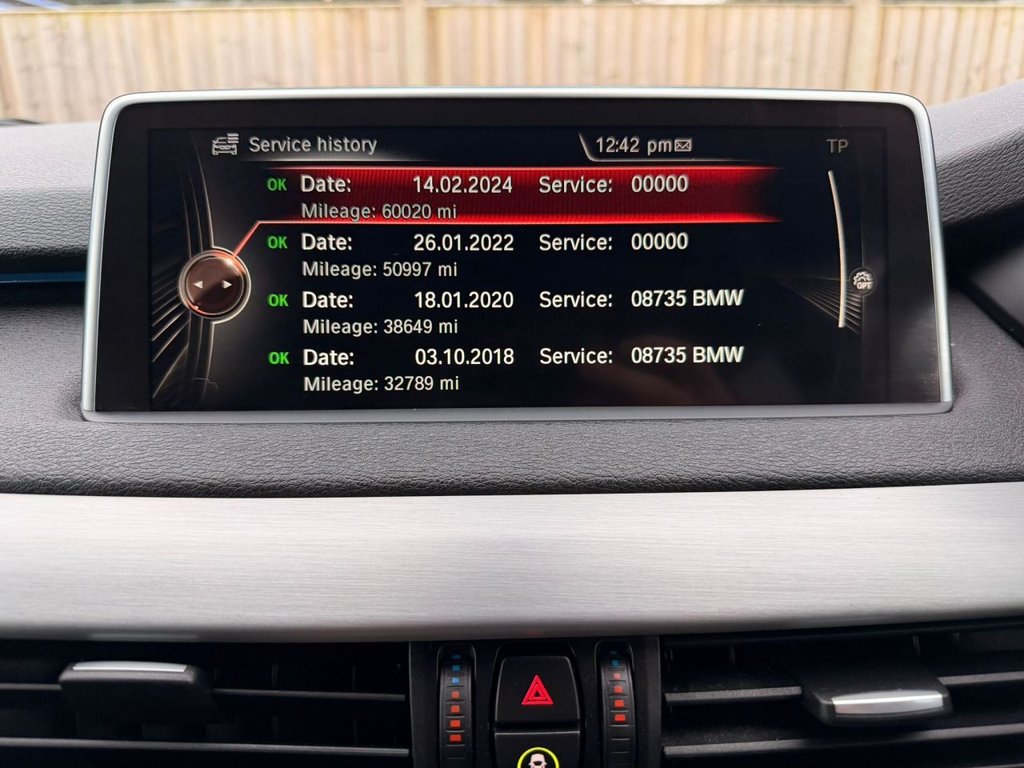 Service history 12:42 pm TP
OK Date: 14.02.2024 Service: 00000
Mileage: 60020 mi
OK Date: 26.01.2022 Service: 00000
Mileage: 50997 mi
OK Date: 18.01.2020 Service: 08735 BMW
Mileage: 38649 mi
OK Date: 03.10.2018 Service: 08735 BMW
Mileage: 32789 mi
OPT